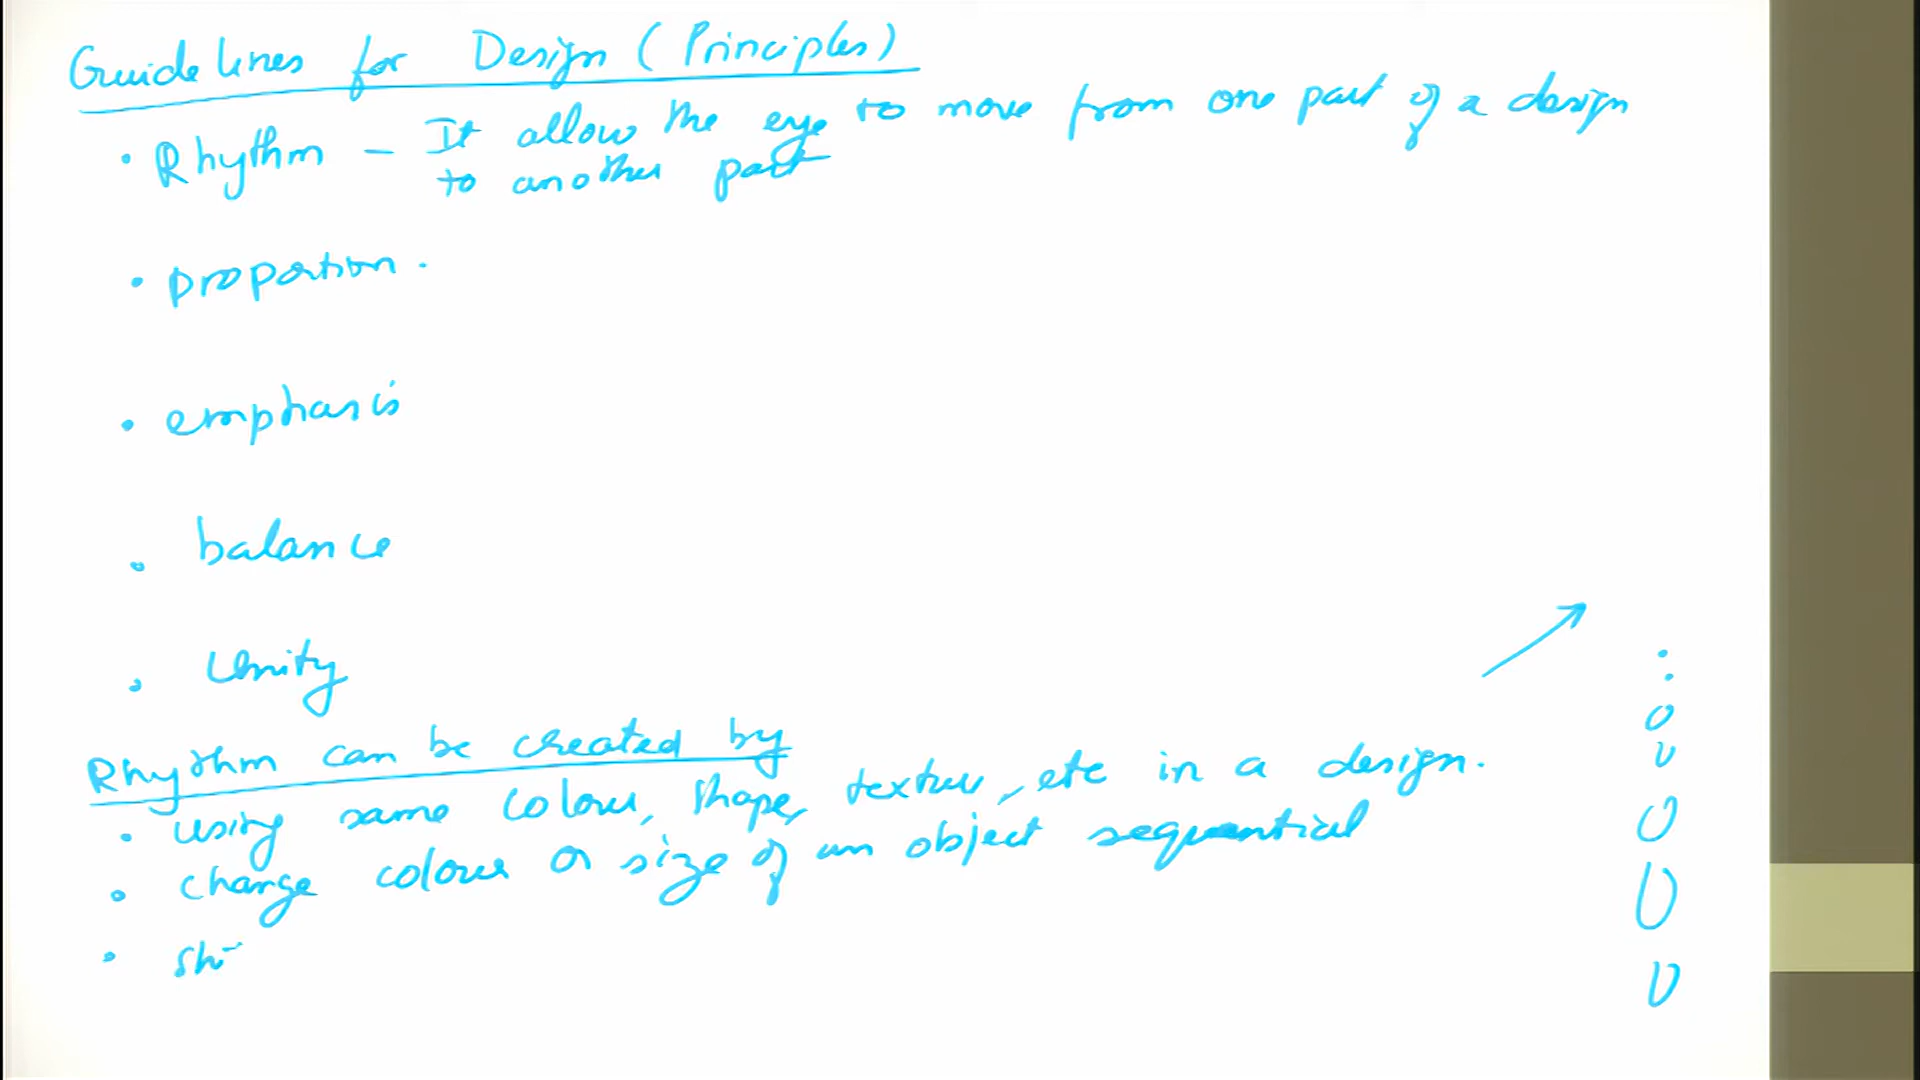 Guidelines for Design (Principles)
• Rhythm - It allow the eye to move from one part of a design
to another part
• proportion.
• emphasis
• balance
• Unity
Rhythm can be created by
• using same colour, shape, texture, etc in a design.
• change colour or size of an object sequential
•